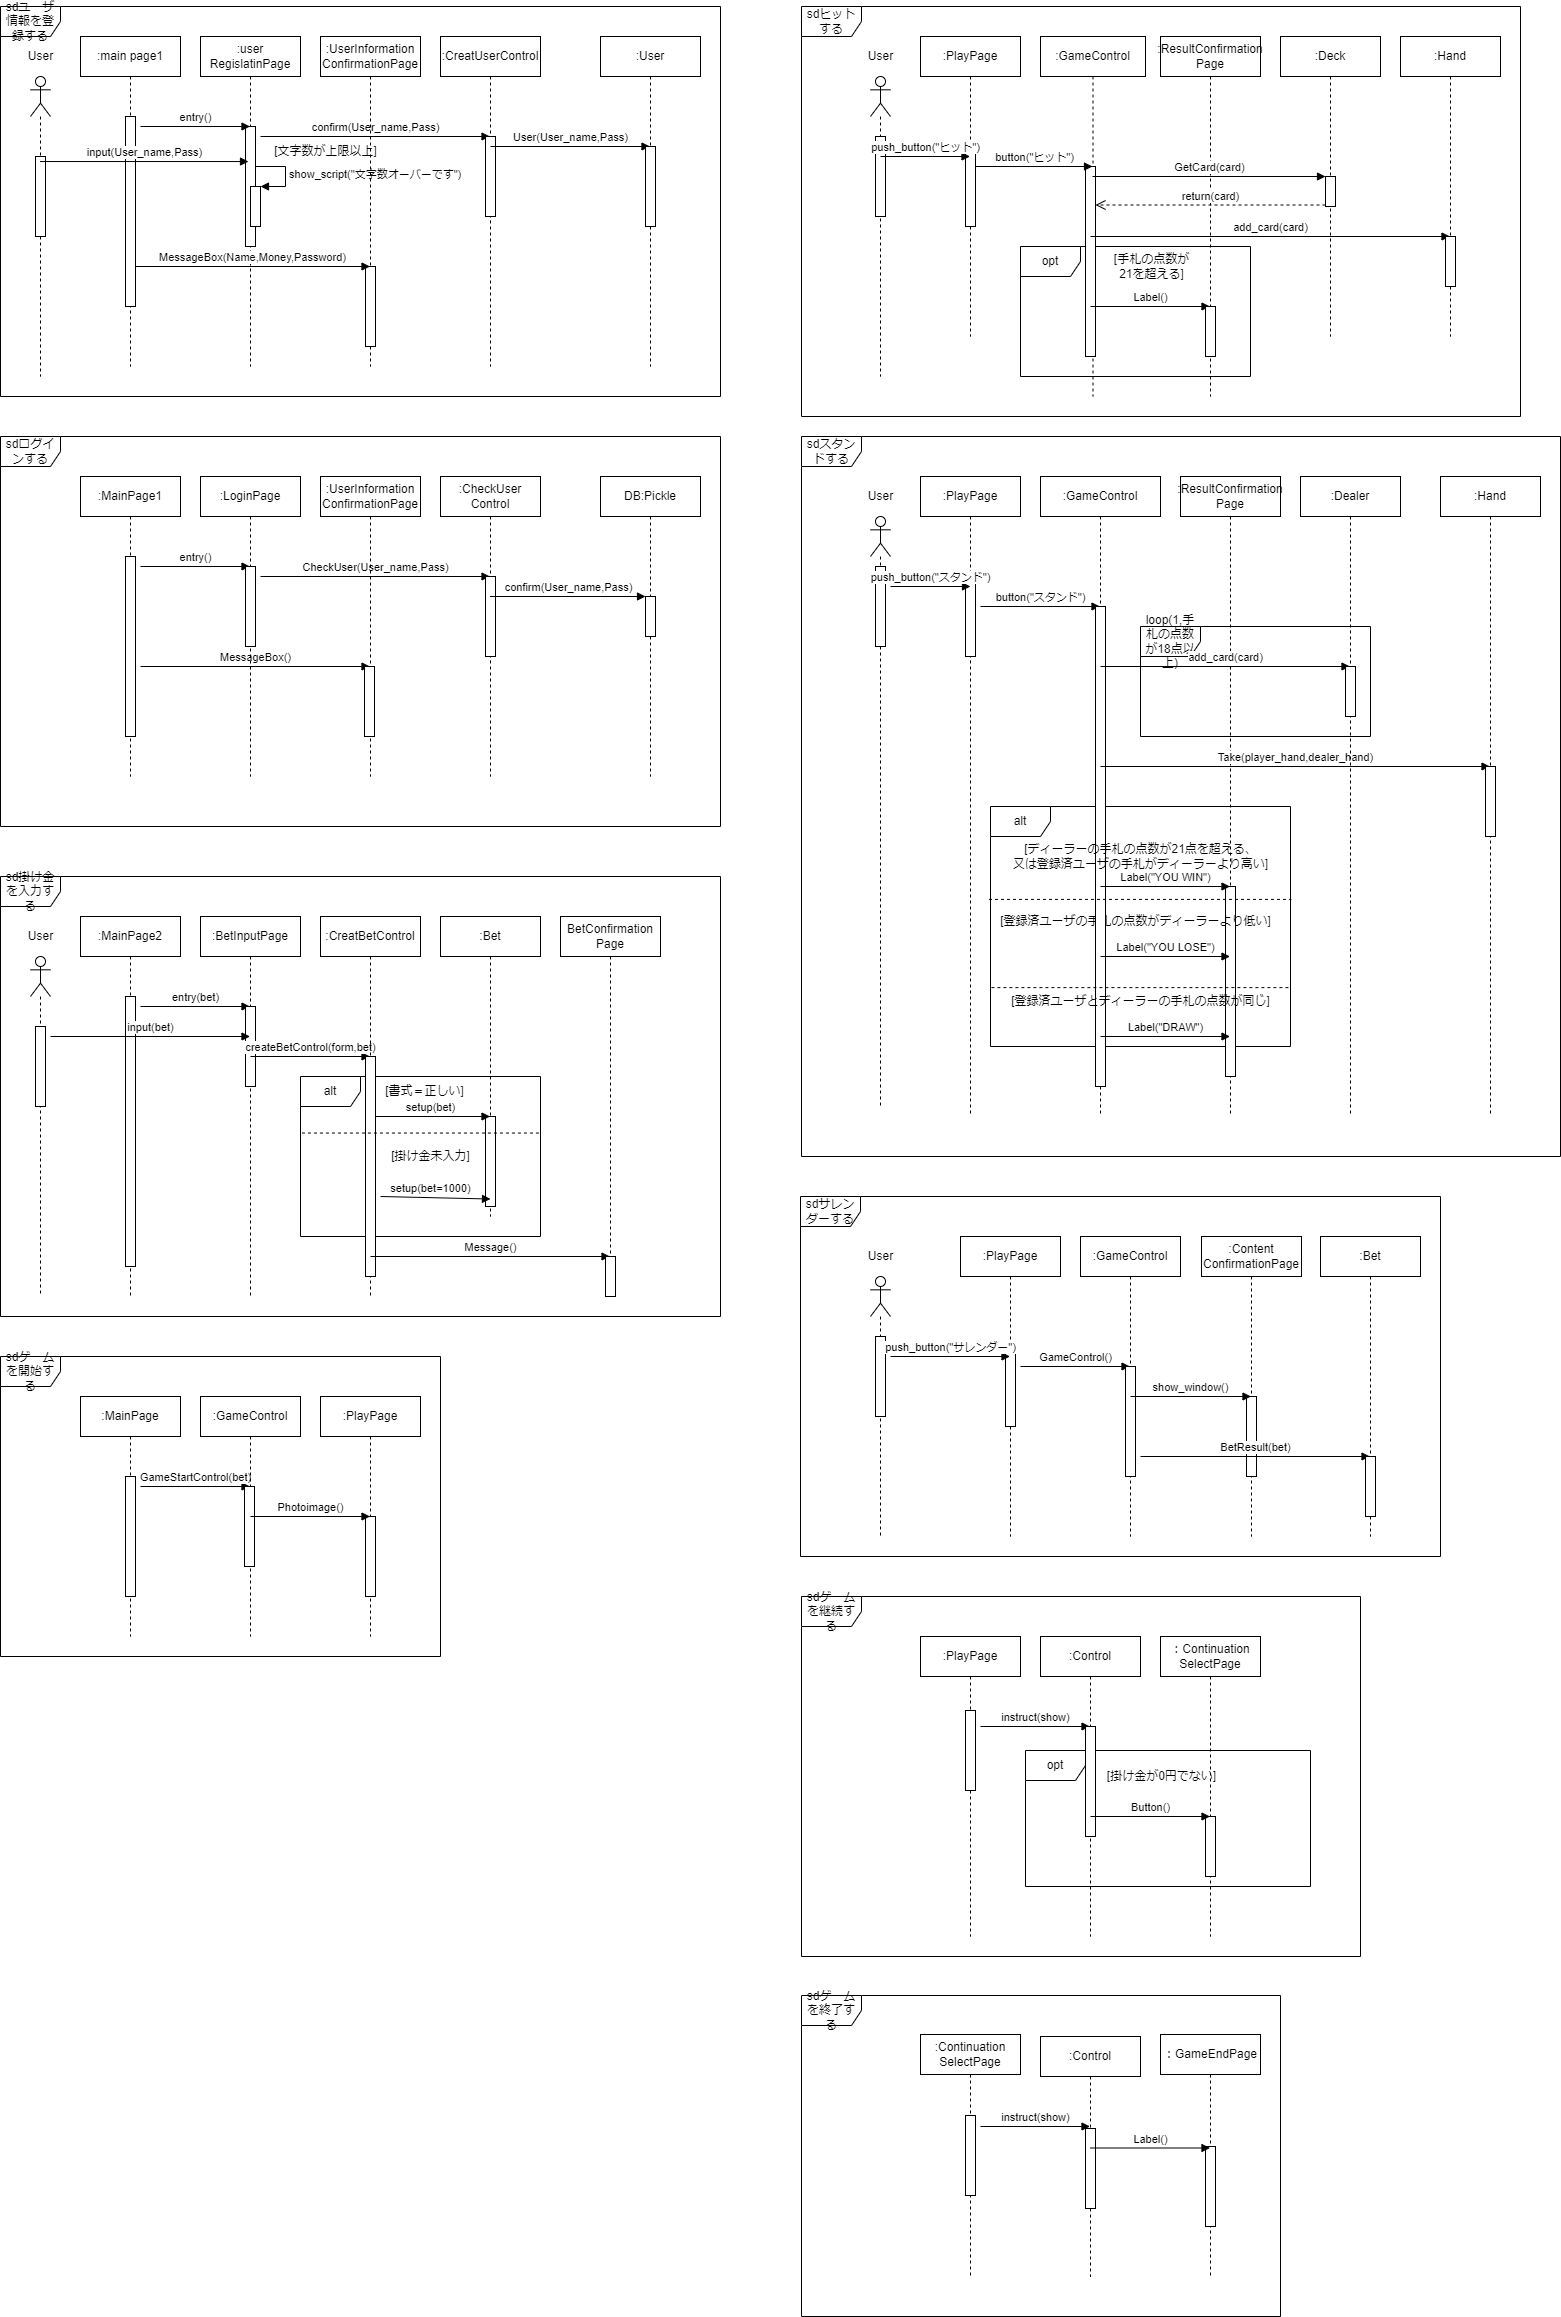 sdユーザ
情報を登
録する
User
:main page1
:user
RegislatinPage
:UserInformation
ConfirmationPage
:CreatUserControl
:User
entry()
confirm(User_name,Pass)
User(User_name,Pass)
input(User_name,Pass)
[文字数が上限以上]
show_script("文字数オーバーです")
MessageBox(Name,Money,Password)
sdログイ
ンする
:MainPage1
:LoginPage
:UserInformation
ConfirmationPage
:CheckUser
Control
DB:Pickle
entry()
CheckUser(User_name,Pass)
confirm(User_name,Pass)
MessageBox()
sd掛け金
を入力す
る
User
:MainPage2
:BetInputPage
:CreatBetControl
:Bet
BetConfirmation
Page
entry(bet)
input(bet)
createBetControl(form,bet)
alt
[書式＝正しい]
setup(bet)
[掛け金未入力]
setup(bet=1000)
Message()
sdゲーム
を開始す
る
:MainPage
:GameControl
:PlayPage
GameStartControl(bet)
Photoimage()
sdヒット
する
User
:PlayPage
:GameControl
:ResultConfirmation
Page
:Deck
:Hand
push_button("ヒット")
button("ヒット")
GetCard(card)
return(card)
add_card(card)
opt
[手札の点数が
21を超える]
Label()
sdスタン
ドする
User
:PlayPage
:GameControl
:ResultConfirmation
Page
:Dealer
:Hand
push_button("スタンド")
button("スタンド")
loop(1,手
札の点数
が18点以
上)
add_card(card)
Take(player_hand,dealer_hand)
alt
[ディーラーの手札の点数が21点を超える、
又は登録済ユーザの手札がディーラーより高い]
Label("YOU WIN")
[登録済ユーザの手札の点数がディーラーより低い]
Label("YOU LOSE")
[登録済ユーザとディーラーの手札の点数が同じ]
Label("DRAW")
sdサレン
ダーする
User
:PlayPage
:GameControl
:Content
ConfirmationPage
:Bet
push_button("サレンダー")
GameControl()
show_window()
BetResult(bet)
sdゲーム
を継続す
る
:PlayPage
:Control
：Continuation
SelectPage
instruct(show)
opt
[掛け金が0円でない]
Button()
sdゲーム
を終了す
る
:Continuation
SelectPage
:Control
：GameEndPage
instruct(show)
Label()